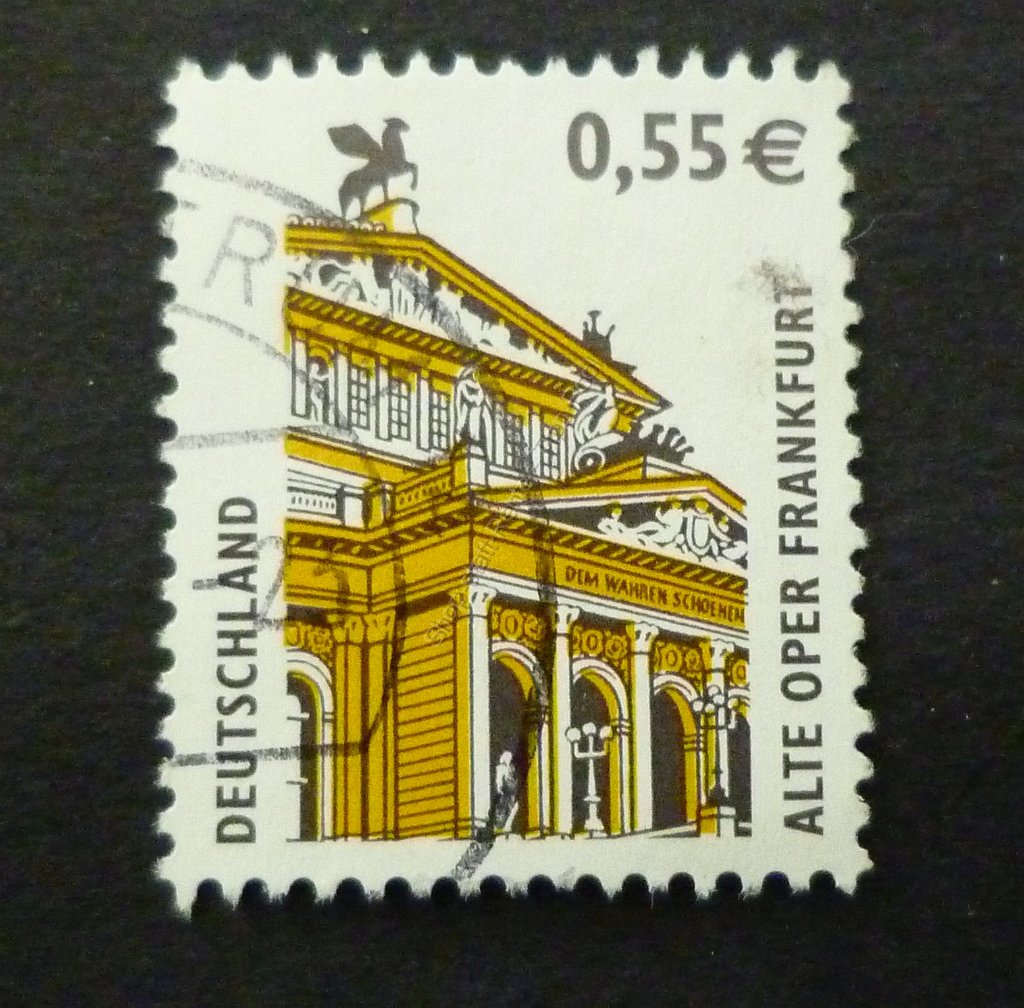 0,55 €
DEUTSCHLAND
ALTE OPER FRANKFURT
DEM WAHREN SCHOENEN